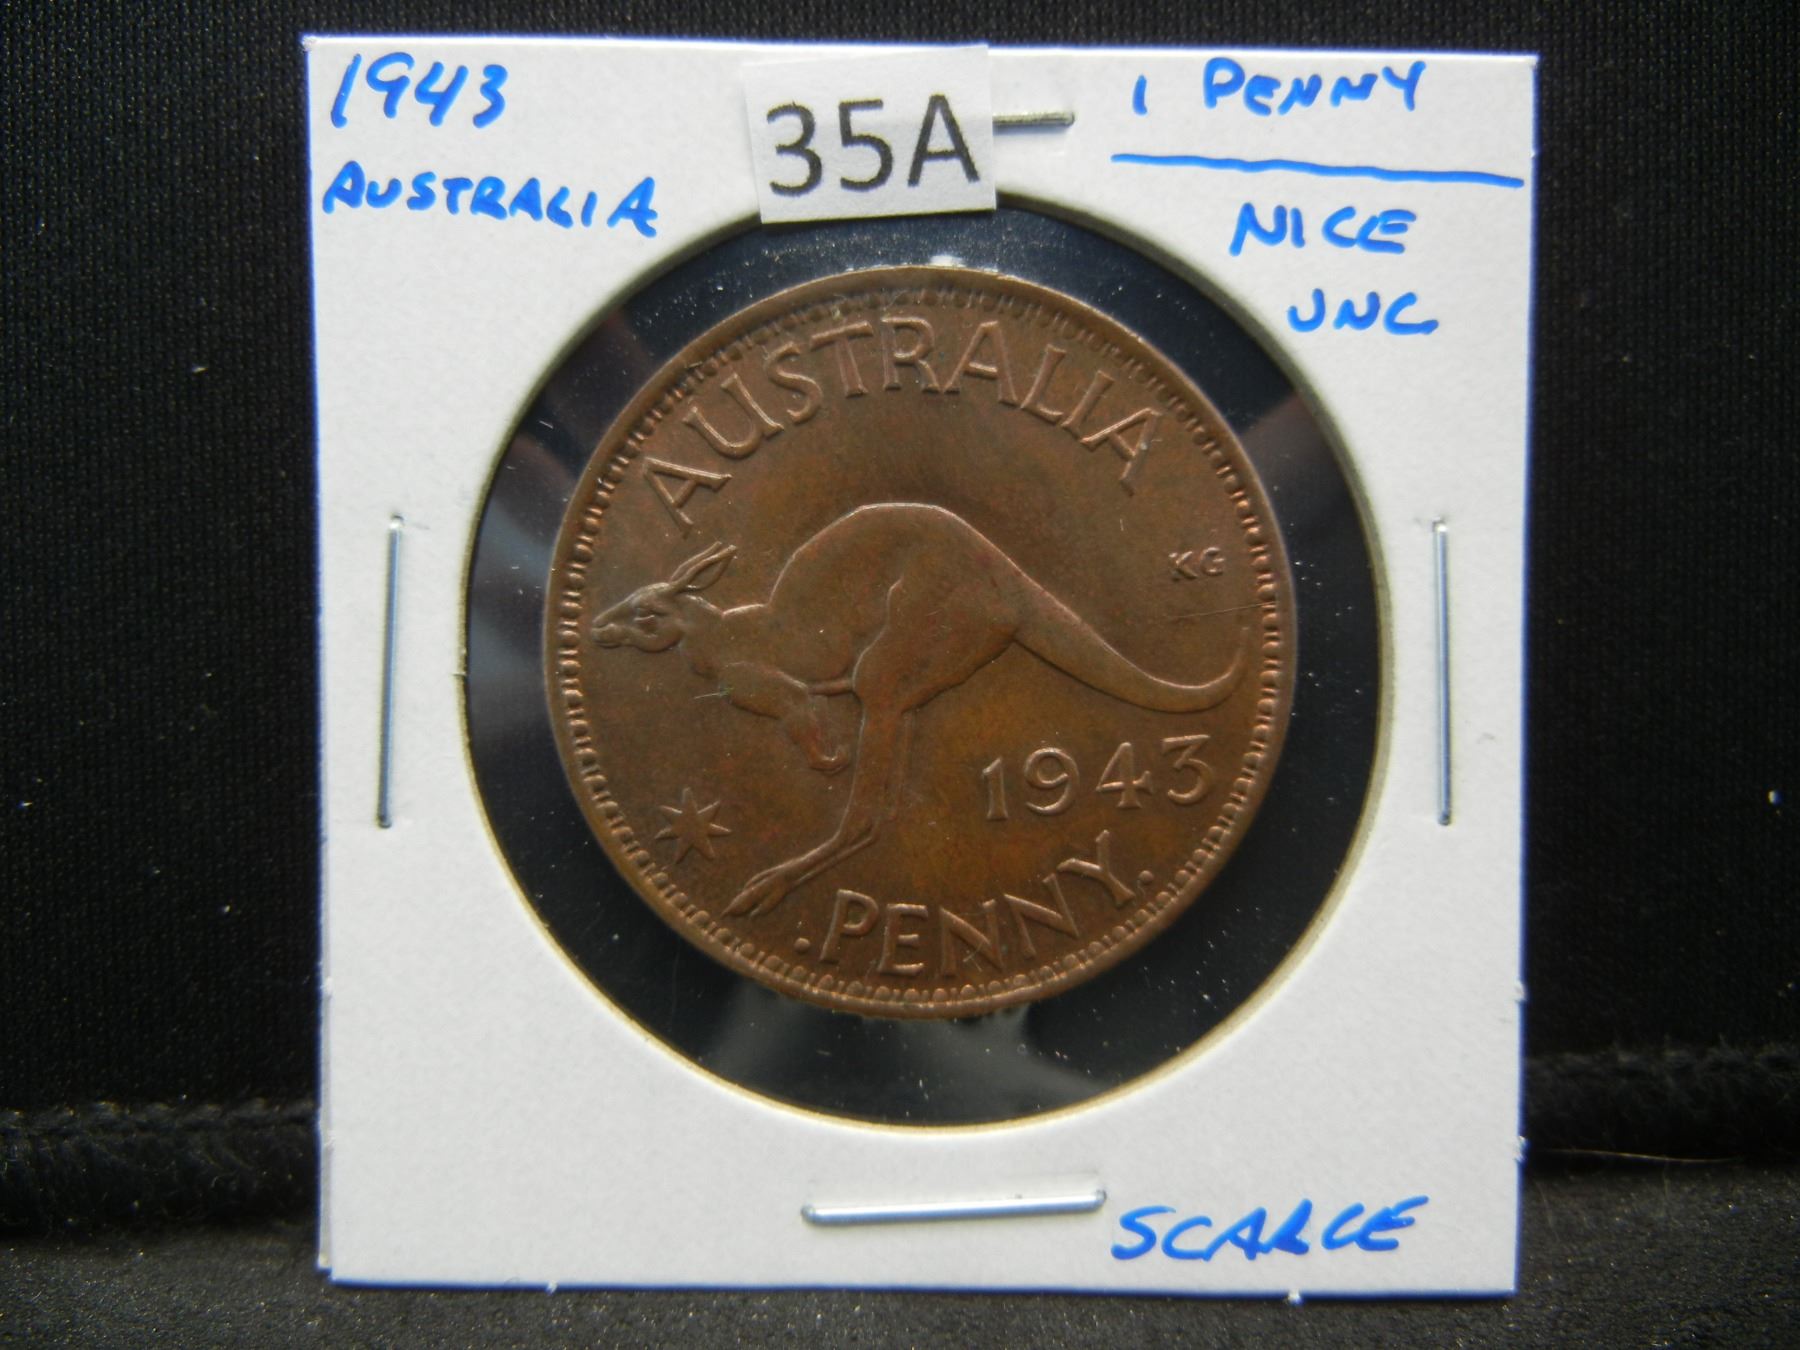 1943
AUSTRALIA
35A
1 PENNY
NICE
UNC
AUSTRALIA
KG
1943
.PENNY.
SCARCE